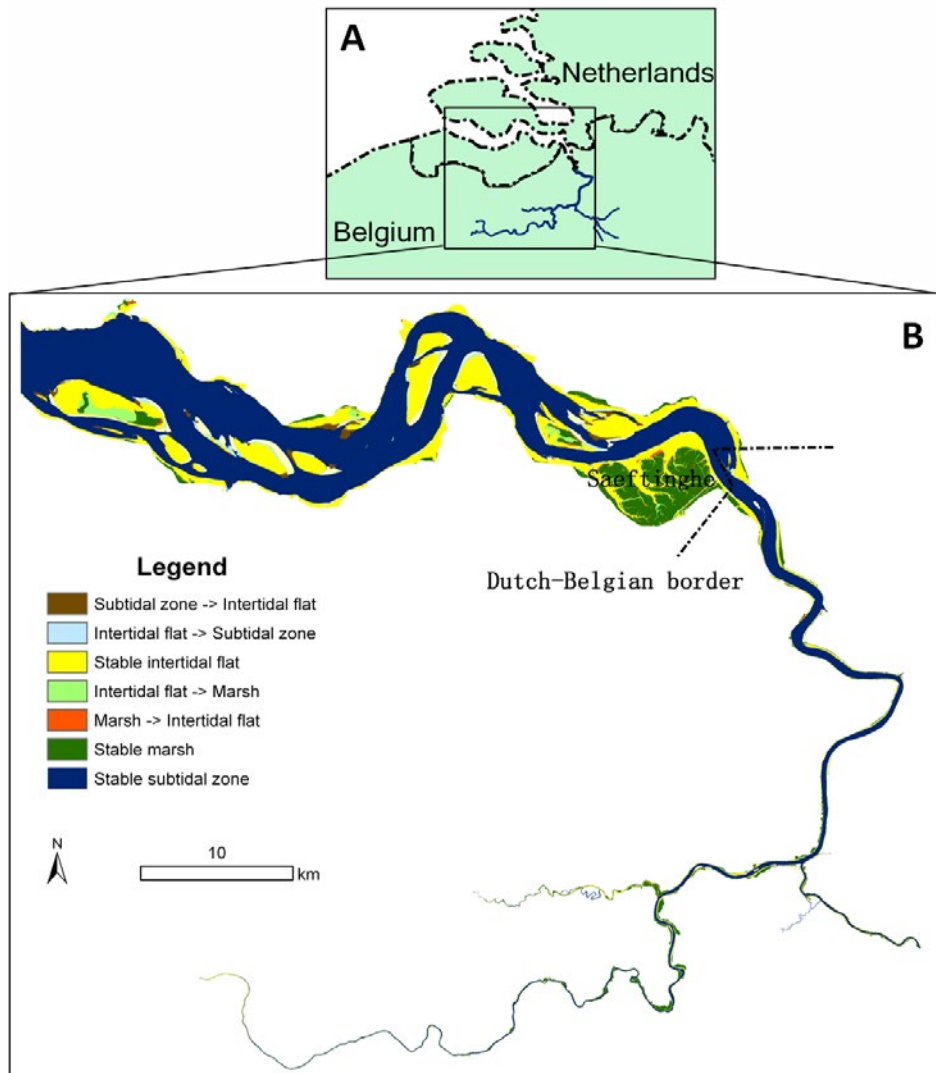 A
Netherlands
Belgium
B
Saeftinghe
Dutch-Belgian border
Legend
Subtidal zone -> Intertidal flat
Intertidal flat -> Subtidal zone
Stable intertidal flat
Intertidal flat -> Marsh
Marsh -> Intertidal flat
Stable marsh
Stable subtidal zone
N
10
km